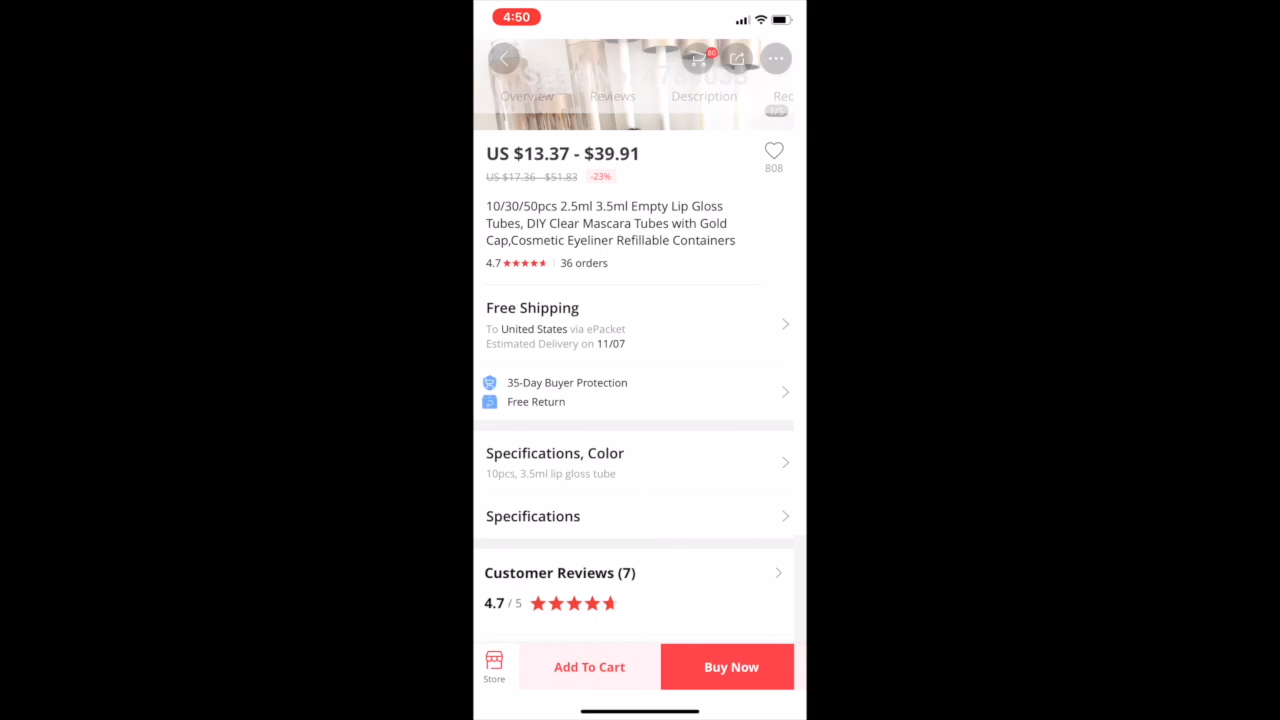 4:50
80
Overview
Reviews
Description
Rec
US $13.37 - $39.91
808
US $17.36 - $51.83
-23%
10/30/50pcs 2.5ml 3.5ml Empty Lip Gloss
Tubes, DIY Clear Mascara Tubes with Gold
Cap,Cosmetic Eyeliner Refillable Containers
4.7
36 orders
Free Shipping
To United States via ePacket
Estimated Delivery on 11/07
35-Day Buyer Protection
Free Return
Specifications, Color
10pcs, 3.5ml lip gloss tube
Specifications
Customer Reviews (7)
4.7 / 5
Store
Add To Cart
Buy Now